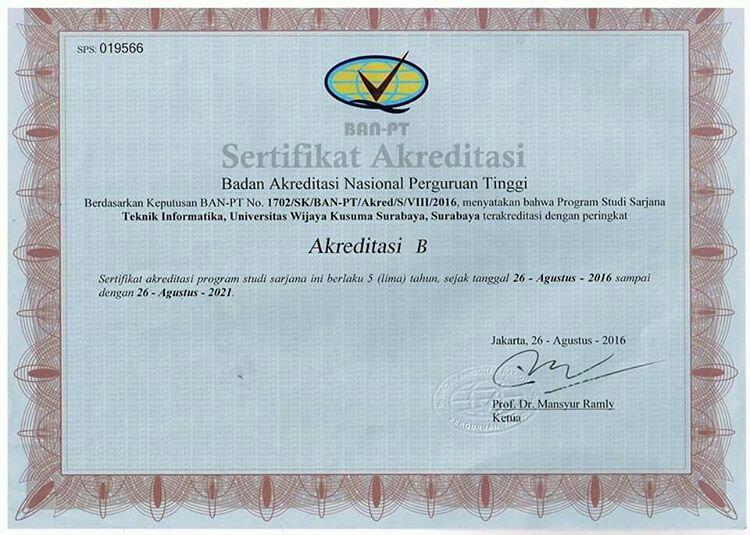 SPS: 019566
BAN-PT
Sertifikat Akreditasi
Badan Akreditasi Nasional Perguruan Tinggi
Berdasarkan Keputusan BAN-PT No. 1702/SK/BAN-PT/Akred/S/VIII/2016, menyatakan bahwa Program Studi Sarjana
Teknik Informatika, Universitas Wijaya Kusuma Surabaya, Surabaya terakreditasi dengan peringkat
Akreditasi B
Sertifikat akreditasi program studi sarjana ini berlaku 5 (lima) tahun, sejak tanggal 26 - Agustus - 2016 sampai
dengan 26 - Agustus - 2021.
Jakarta, 26 - Agustus - 2016
Prof. Dr. Mansyur Ramly
Ketua